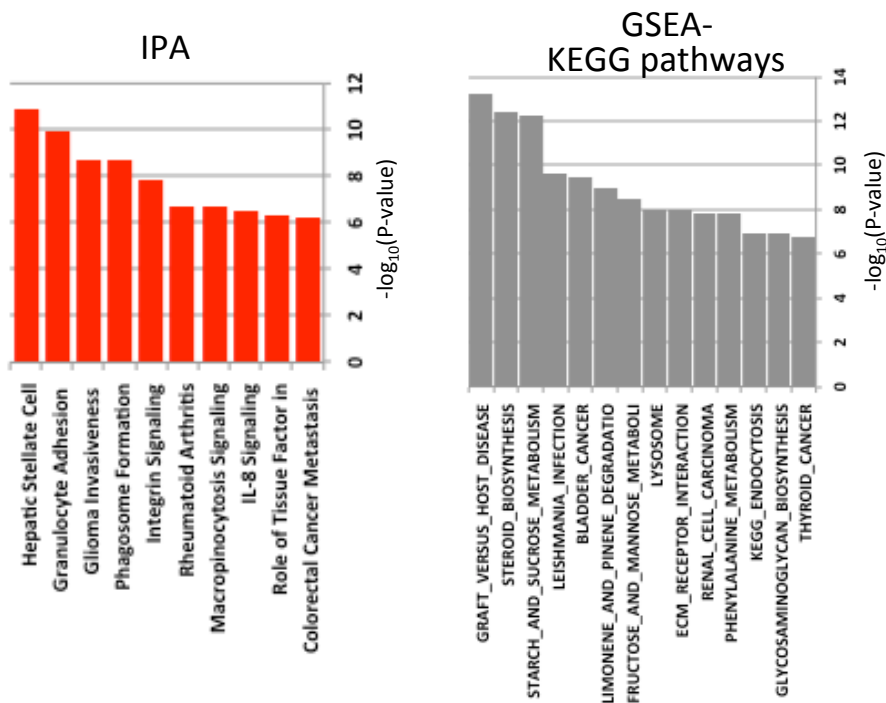 IPA
12
10
8
6
4
2
0
-log₁₀(P-value)
Hepatic Stellate Cell
Granulocyte Adhesion
Glioma Invasiveness
Phagosome Formation
Integrin Signaling
Rheumatoid Arthritis
Macropinocytosis Signaling
IL-8 Signaling
Role of Tissue Factor in
Colorectal Cancer Metastasis
GSEA-
KEGG pathways
14
12
10
8
6
4
2
0
-log₁₀(P-value)
GRAFT_VERSUS_HOST_DISEASE
STEROID_BIOSYNTHESIS
STARCH_AND_SUCROSE_METABOLISM
LEISHMANIA_INFECTION
BLADDER_CANCER
LIMONENE_AND_PINENE_DEGRADATIO
FRUCTOSE_AND_MANNOSE_METABOLI
LYSOSOME
ECM_RECEPTOR_INTERACTION
RENAL_CELL_CARCINOMA
PHENYLALANINE_METABOLISM
KEGG_ENDOCYTOSIS
GLYCOSAMINOGLYCAN_BIOSYNTHESIS
THYROID_CANCER